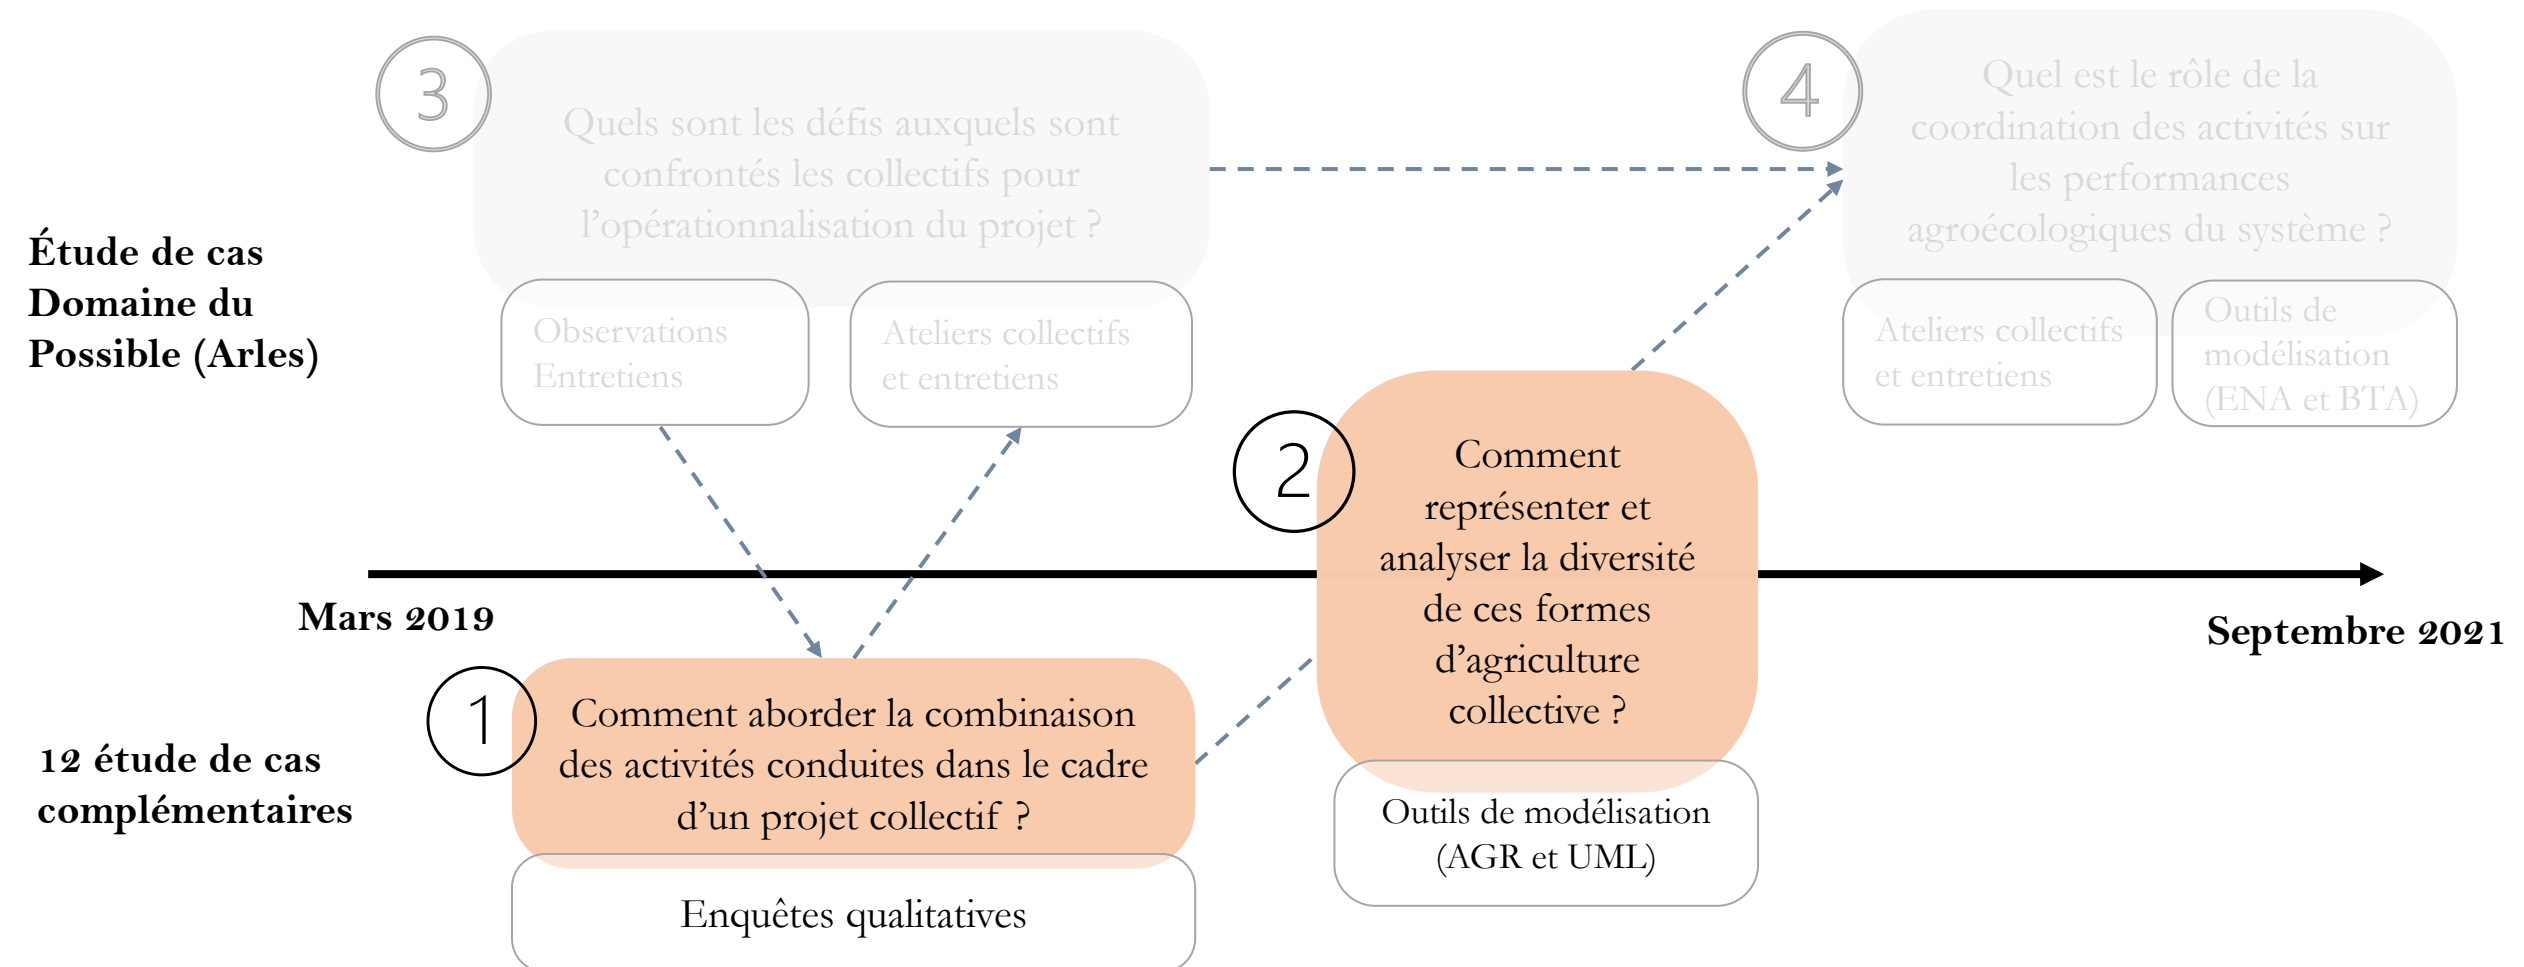 3
Quels sont les défis auxquels sont
confrontés les collectifs pour
l’opérationnalisation du projet ?
Observations
Entretiens
Ateliers collectifs
et entretiens
4
Quel est le rôle de la
coordination des activités sur
les performances
agroécologiques du système ?
Ateliers collectifs
et entretiens
Outils de
modélisation
(ENA et BTA)
Étude de cas
Domaine du
Possible (Arles)
2
Comment
représenter et
analyser la diversité
de ces formes
d’agriculture
collective ?
Outils de modélisation
(AGR et UML)
Mars 2019
Septembre 2021
1
Comment aborder la combinaison
des activités conduites dans le cadre
d’un projet collectif ?
Enquêtes qualitatives
12 étude de cas
complémentaires